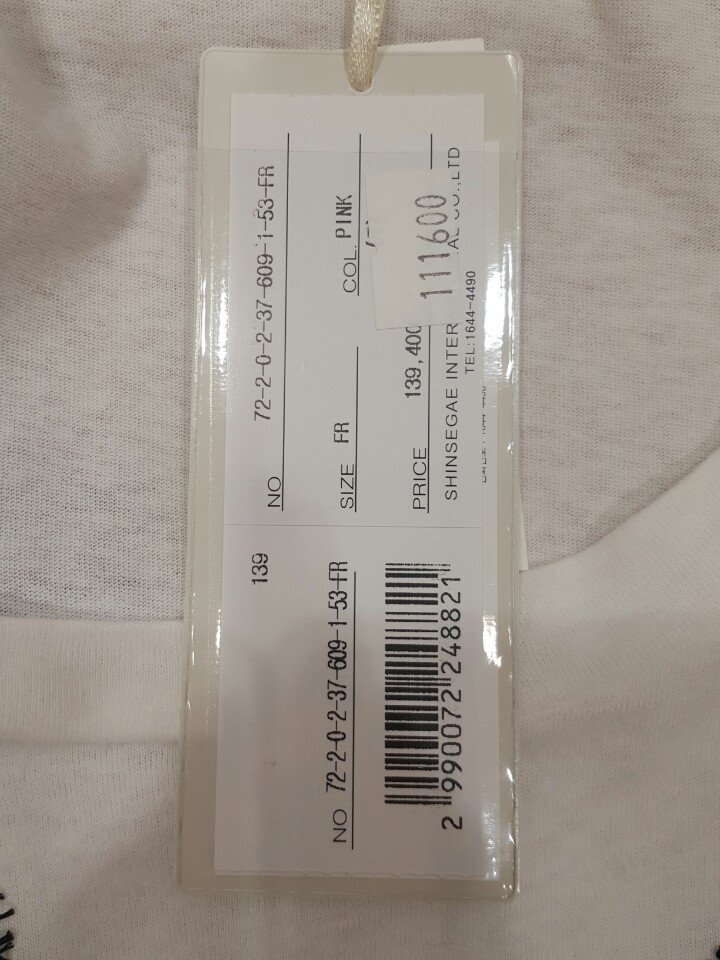 NO 72-2-0-2-37-609-1-53-FR
SIZE FR COL. PINK
PRICE 139,400
111600
SHINSEGAE INTER AL CO.,LTD
TEL:1644-4490
139
NO 72-2-0-2-37-609-1-53-FR
2 990072 248821